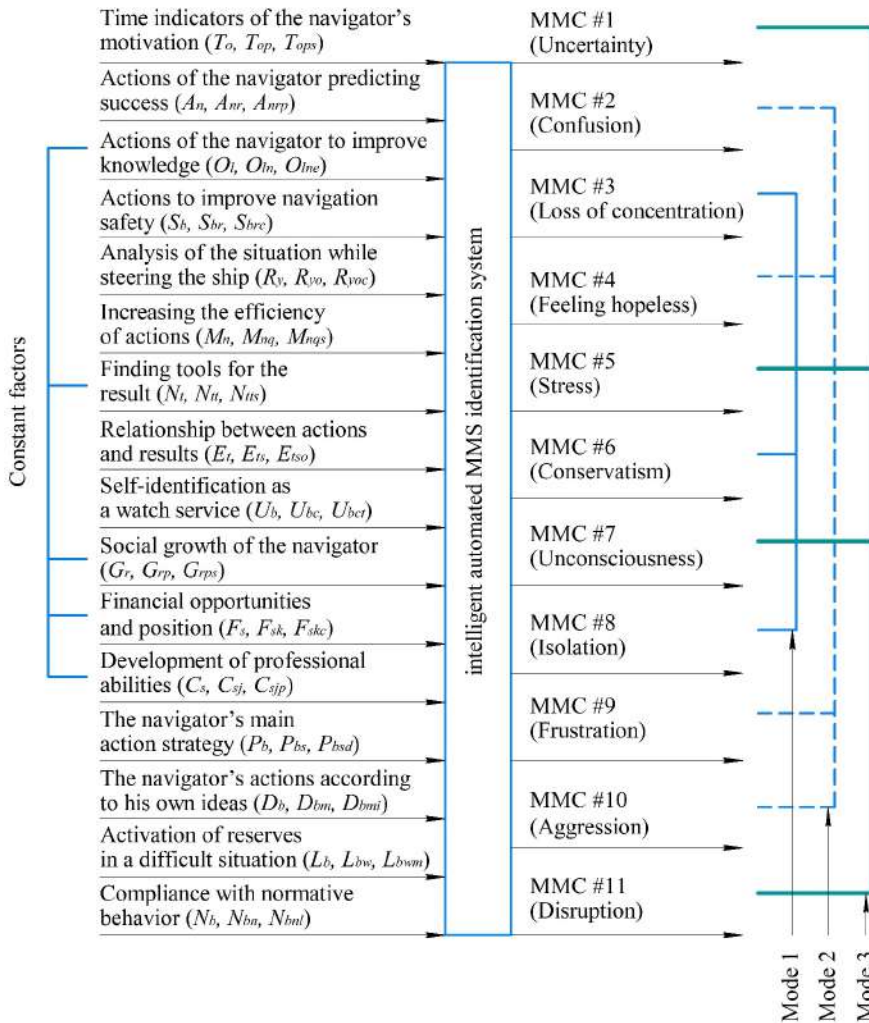 Time indicators of the navigator's
motivation (To, Top, Tops)
Actions of the navigator predicting
success (An, Anr, Anrp)
Actions of the navigator to improve
knowledge (Ol, Oln, Olne)
Actions to improve navigation
safety (Sb, Sbr, Sbrc)
Analysis of the situation while
steering the ship (Ry, Ryo, Ryoc)
Increasing the efficiency
of actions (Mn, Mnq, Mnqs)
Finding tools for the
result (Nt, Ntt, Ntts)
Relationship between actions
and results (Et, Ets, Etso)
Self-identification as
a watch service (Ub, Ubc, Ubct)
Social growth of the navigator
(Gr, Grp, Grps)
Financial opportunities
and position (Fs, Fsk, Fskc)
Development of professional
abilities (Cs, Csj, Csjp)
The navigator's main
action strategy (Pb, Pbs, Pbsd)
The navigator's actions according
to his own ideas (Db, Dbm, Dbmi)
Activation of reserves
in a difficult situation (Lb, Lbw, Lbwm)
Compliance with normative
behavior (Nb, Nbn, Nbnl)
Constant factors
intelligent automated MMS identification system
MMC #1
(Uncertainty)
MMC #2
(Confusion)
MMC #3
(Loss of concentration)
MMC #4
(Feeling hopeless)
MMC #5
(Stress)
MMC #6
(Conservatism)
MMC #7
(Unconsciousness)
MMC #8
(Isolation)
MMC #9
(Frustration)
MMC #10
(Aggression)
MMC #11
(Disruption)
Mode 1
Mode 2
Mode 3